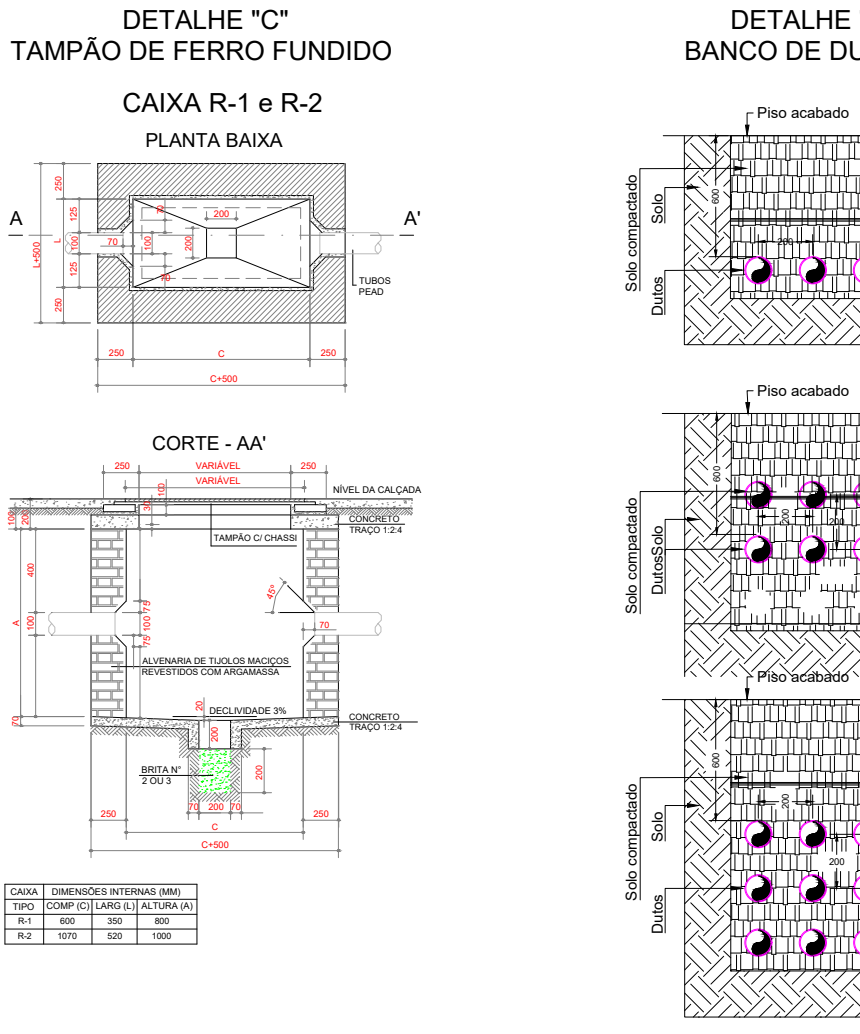 DETALHE "C"
TAMPÃO DE FERRO FUNDIDO
CAIXA R-1 e R-2
PLANTA BAIXA
A
A'
L+500
250
125
100
125
250
L
70
70
100
70
200
200
TUBOS
PEAD
250
C
250
C+500
CORTE - AA'
250
VARIÁVEL
250
VARIÁVEL
100
30
NÍVEL DA CALÇADA
CONCRETO
TRAÇO 1:2:4
TAMPÃO C/ CHASSI
100
200
400
100
A
70
75
100
75
45°
70
ALVENARIA DE TIJOLOS MACIÇOS
REVESTIDOS COM ARGAMASSA
20
DECLIVIDADE 3%
200
CONCRETO
TRAÇO 1:2:4
BRITA N°
2 OU 3
200
70 200 70
250
250
C
C+500
CAIXA DIMENSÕES INTERNAS (MM)
TIPO COMP (C) LARG (L) ALTURA (A)
R-1 600 350 800
R-2 1070 520 1000
DETALHE
BANCO DE DU
Piso acabado
Solo compactado
Solo
Dutos
600
200
Piso acabado
Solo compactado
Solo
Dutos
600
200
200
Piso acabado
Solo compactado
Solo
Dutos
600
200
200